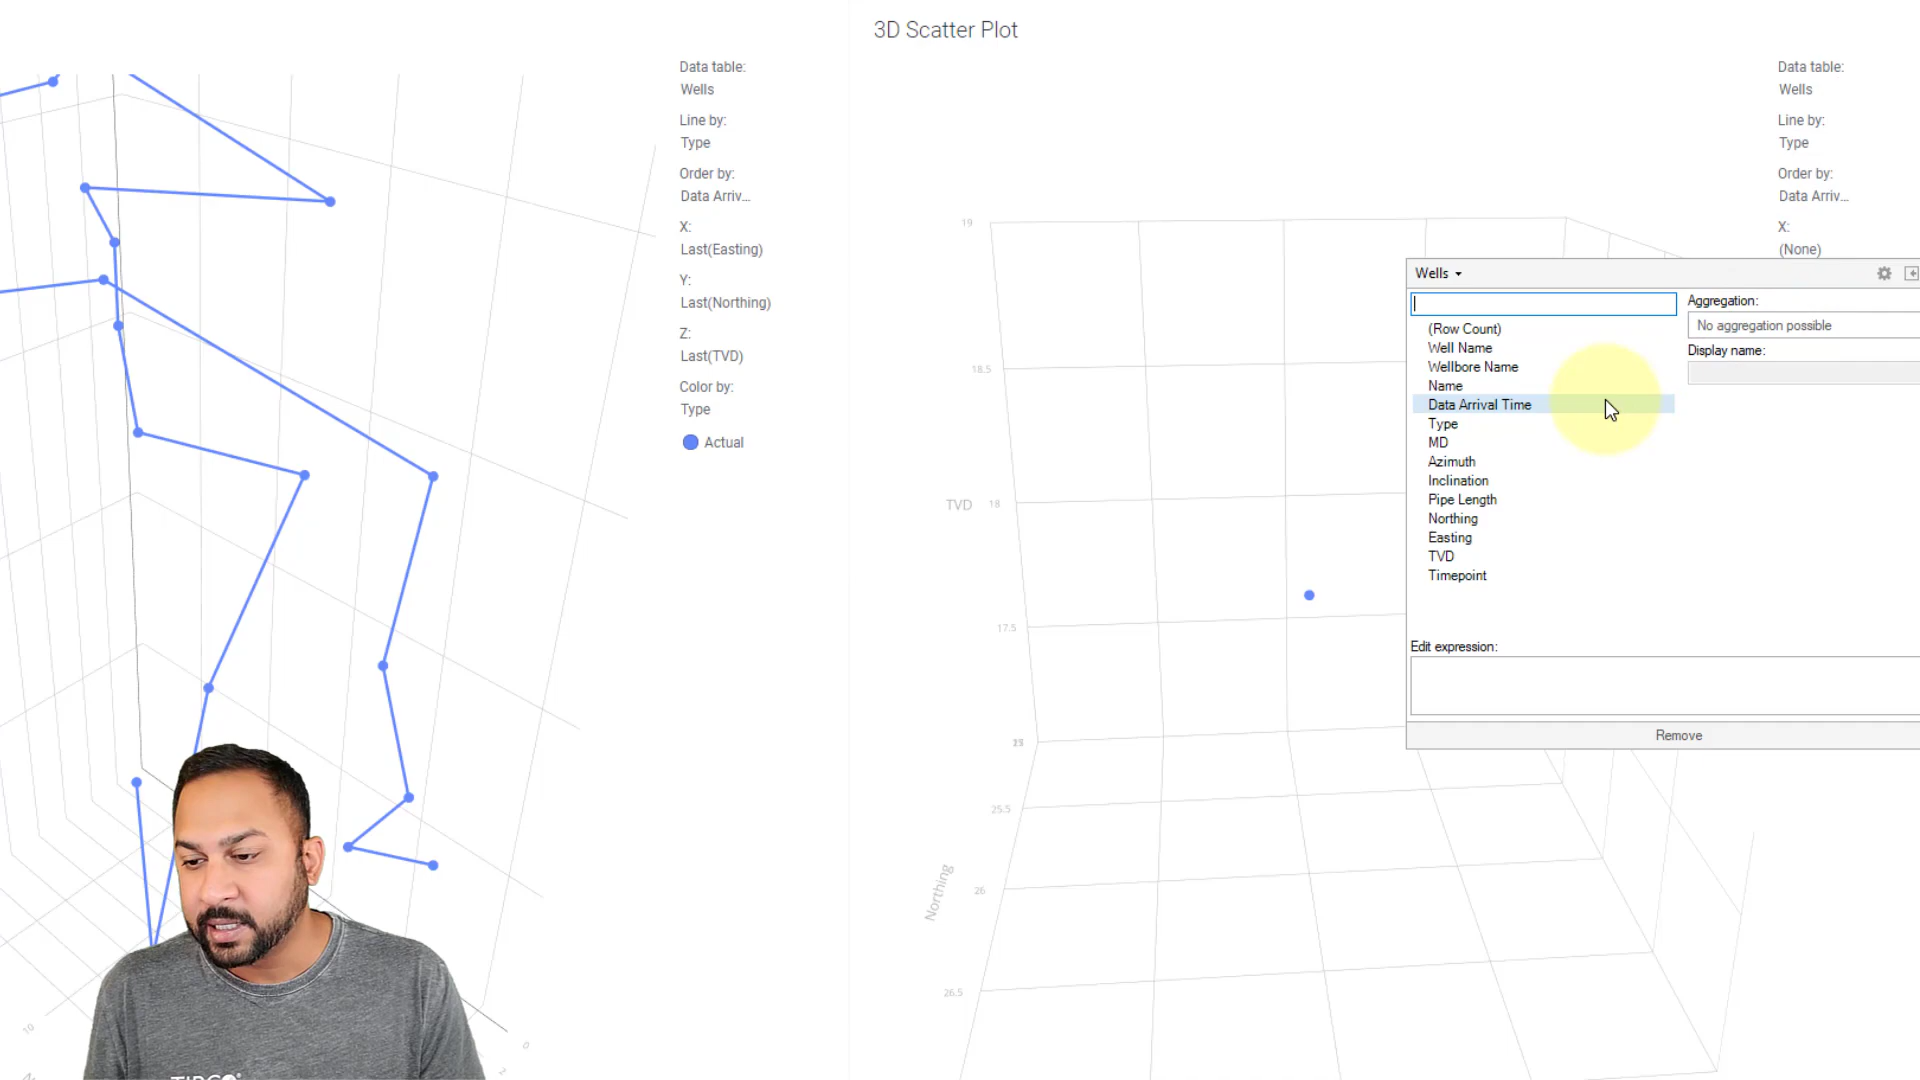 3D Scatter Plot
Data table:
Wells
Line by:
Type
Order by:
Data Arriv...
X:
Last(Easting)
Y:
Last(Northing)
Z:
Last(TVD)
Color by:
Type
Actual
10
0
Data table:
Wells
Line by:
Type
Order by:
Data Arriv...
X:
(None)
19
18.5
TVD 18
17.5
25.5
Northing
26
26.5
Wells
(Row Count)
Well Name
Wellbore Name
Name
Data Arrival Time
Type
MD
Azimuth
Inclination
Pipe Length
Northing
Easting
TVD
Timepoint
Aggregation:
No aggregation possible
Display name:
Edit expression:
Remove